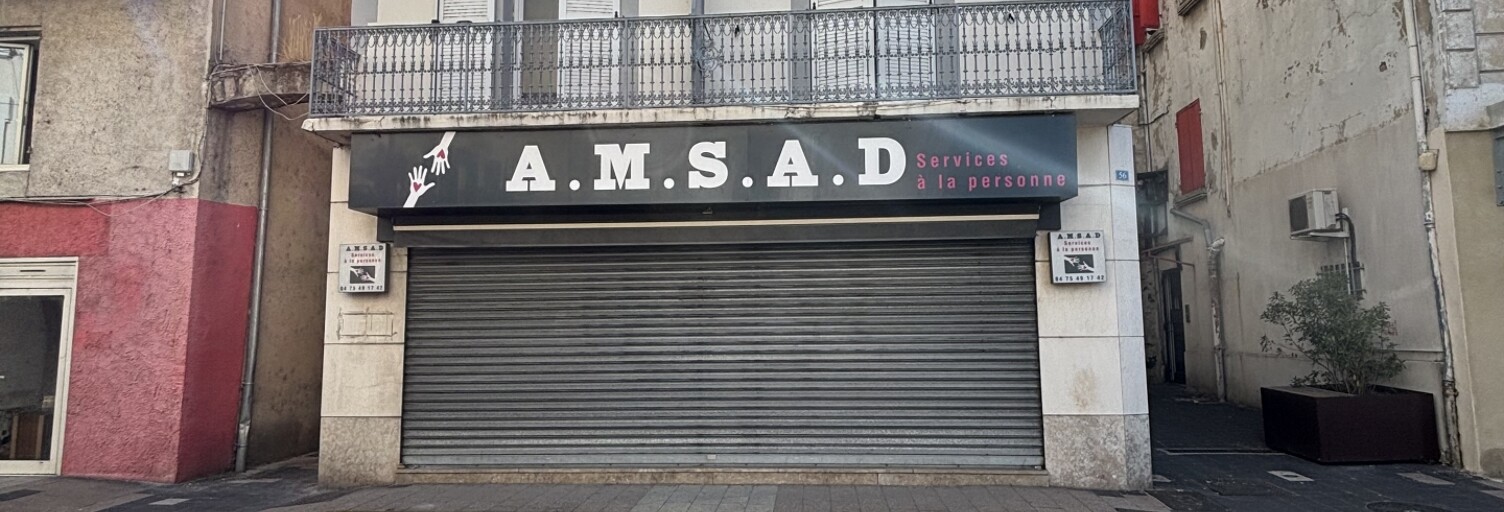 A.M.S.A.D
Services
à la personne
56
A.M.S.A.D
Services
à la personne
04 75 49 17 42
A.M.S.A.D
Services
à la personne
04 75 49 17 42